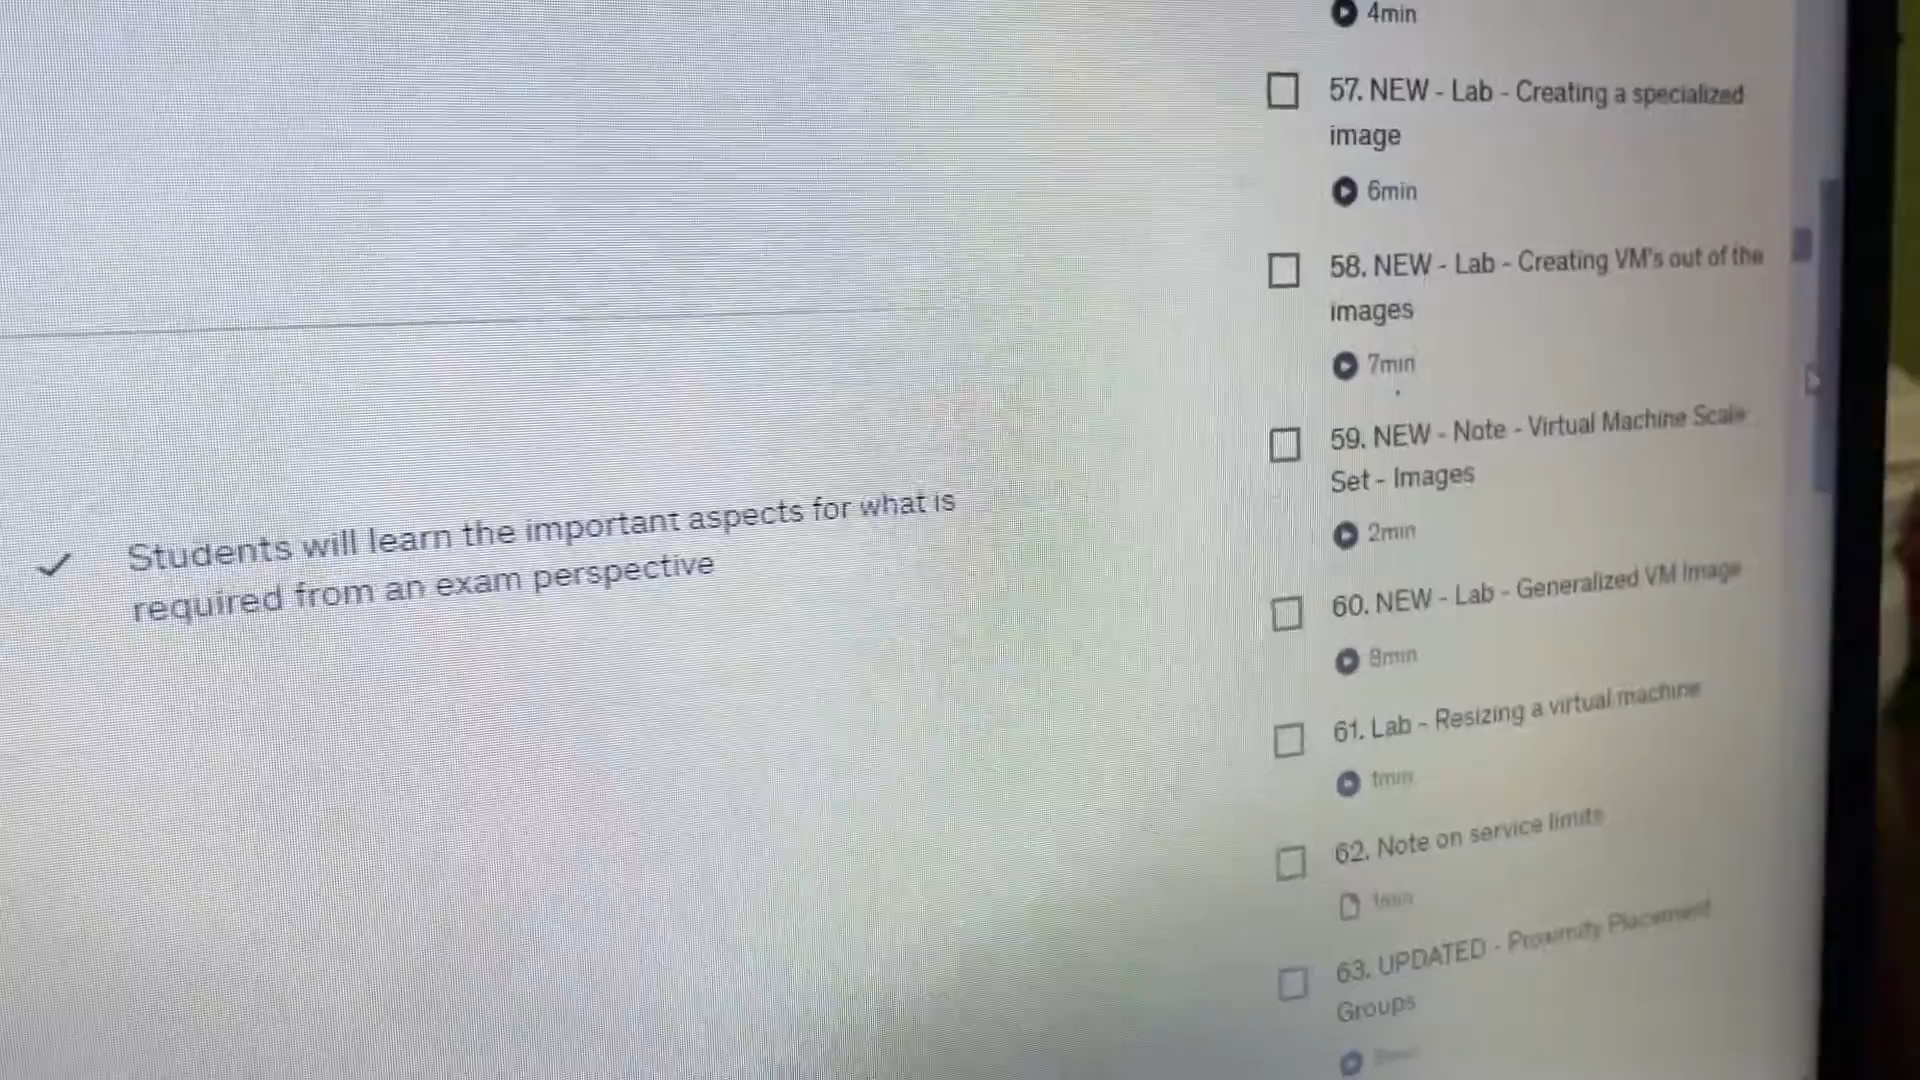 4min
57. NEW - Lab - Creating a specialized
image
6min
58. NEW - Lab - Creating VM's out of the
images
7min
59. NEW - Note - Virtual Machine Scale
Set - Images
2min
60. NEW - Lab - Generalized VM Image
8min
61. Lab - Resizing a virtual machine
1min
62. Note on service limits
1min
63. UPDATED - Proximity Placement
Groups
Students will learn the important aspects for what is
required from an exam perspective